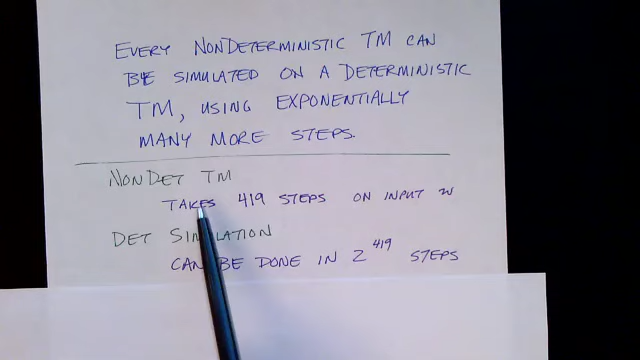 EVERY NONDETERMINISTIC TM CAN
BE SIMULATED ON A DETERMINISTIC
TM, USING EXPONENTIALLY
MANY MORE STEPS.
NONDET TM
TAKES 419 STEPS ON INPUT W
DET SIMULATION
CAN BE DONE IN 2^419 STEPS